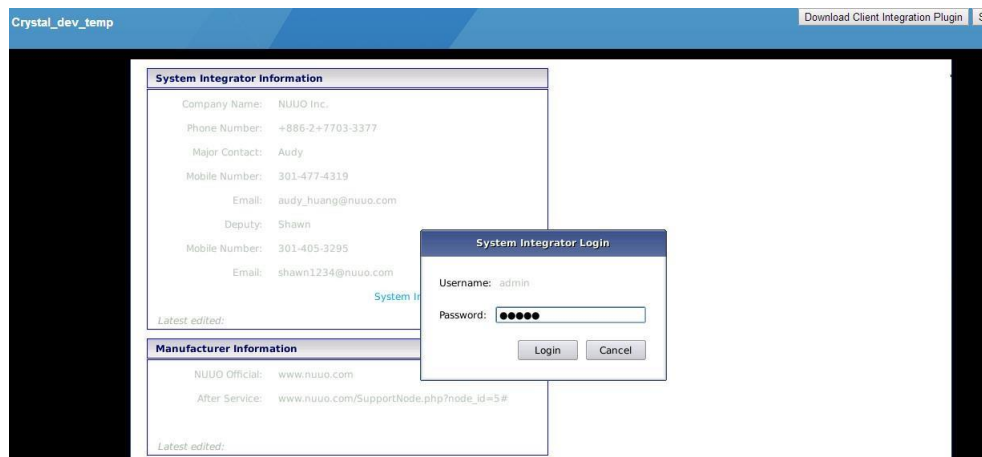 Crystal_dev_temp
Download Client Integration Plugin
System Integrator Information
Company Name: NUUO Inc.
Phone Number: +886-2+7703-3377
Major Contact: Audy
Mobile Number: 301-477-4319
Email: audy_huang@nuuo.com
Deputy: Shawn
Mobile Number: 301-405-3295
Email: shawn1234@nuuo.com
System In
Latest edited:
System Integrator Login
Username: admin
Password: ●●●●●
Login Cancel
Manufacturer Information
NUUO Official: www.nuuo.com
After Service: www.nuuo.com/SupportNode.php?node_id=5#
Latest edited: